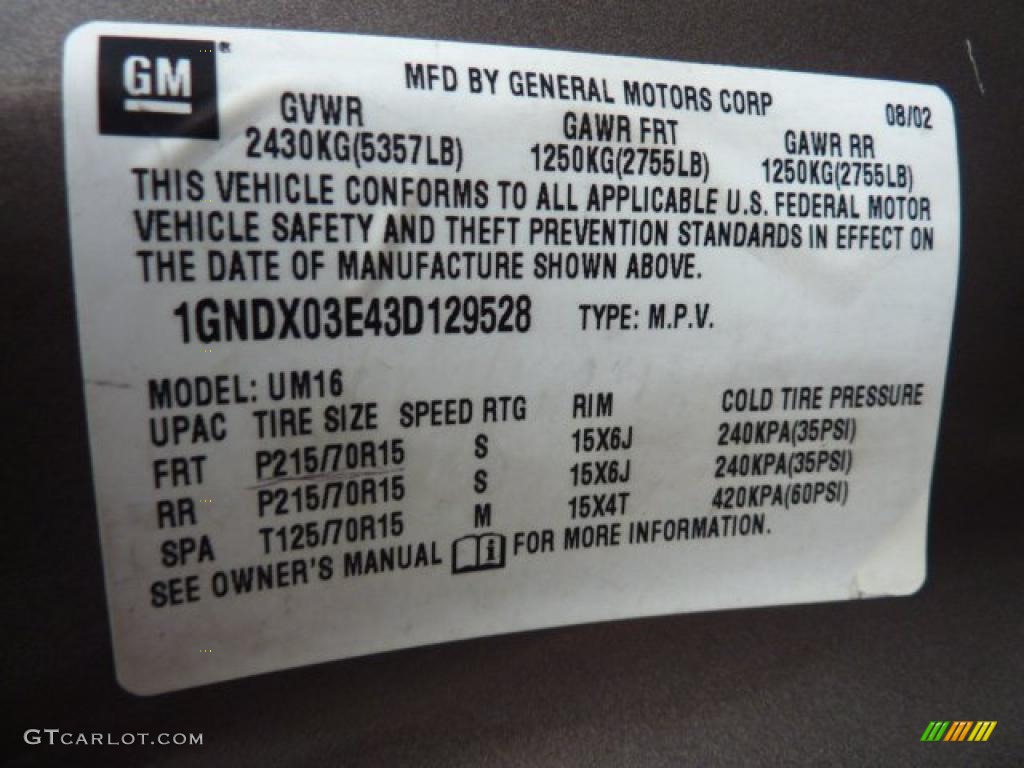 GM®
MFD BY GENERAL MOTORS CORP
08/02
GVWR GAWR FRT GAWR RR
2430KG(5357LB) 1250KG(2755LB) 1250KG(2755LB)
THIS VEHICLE CONFORMS TO ALL APPLICABLE U.S. FEDERAL MOTOR
VEHICLE SAFETY AND THEFT PREVENTION STANDARDS IN EFFECT ON
THE DATE OF MANUFACTURE SHOWN ABOVE.
1GNDX03E43D129528 TYPE: M.P.V.
MODEL: UM16
UPAC TIRE SIZE SPEED RTG RIM COLD TIRE PRESSURE
FRT P215/70R15 S 15X6J 240KPA(35PSI)
RR P215/70R15 S 15X6J 240KPA(35PSI)
SPA T125/70R15 M 15X4T 420KPA(60PSI)
SEE OWNER'S MANUAL FOR MORE INFORMATION.
GTCARLOT.COM